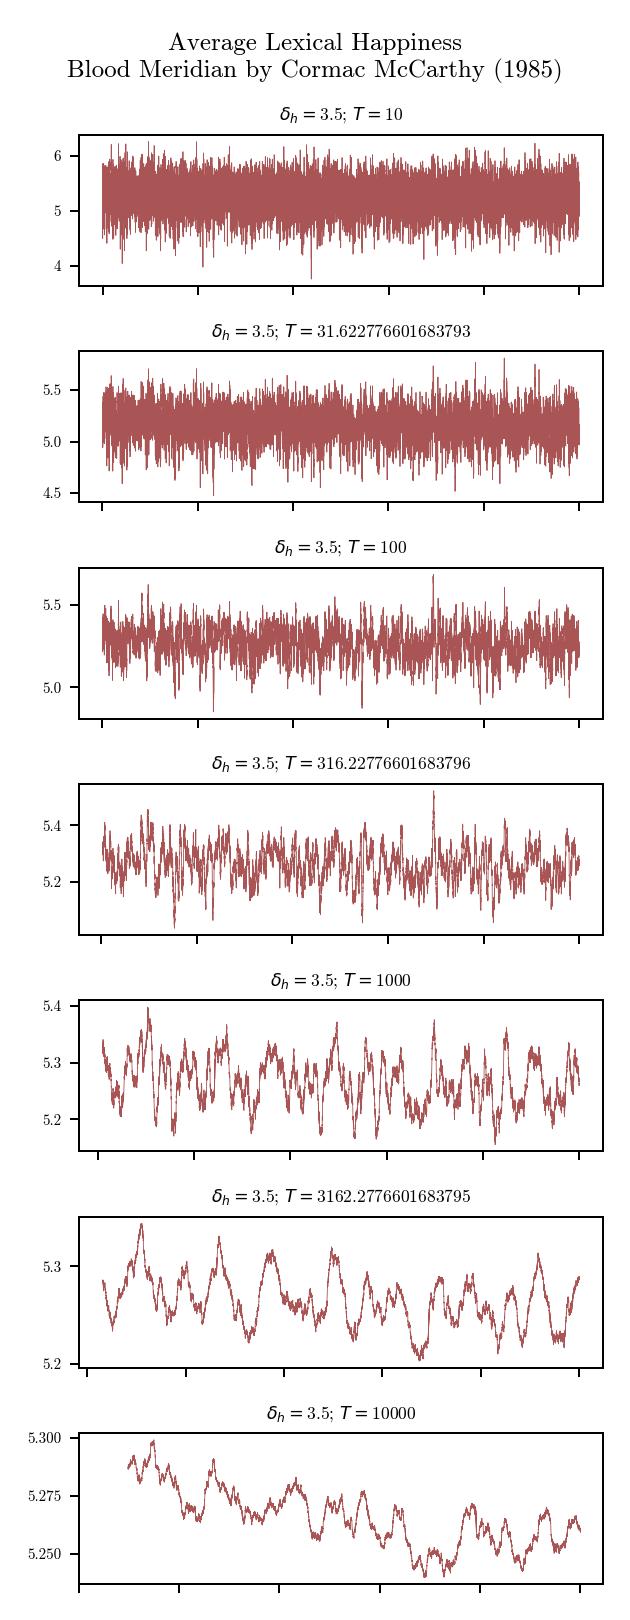 Average Lexical Happiness
Blood Meridian by Cormac McCarthy (1985)
δh = 3.5; T = 10
6
5
4
δh = 3.5; T = 31.622776601683793
5.5
5.0
4.5
δh = 3.5; T = 100
5.5
5.0
δh = 3.5; T = 316.22776601683796
5.4
5.2
δh = 3.5; T = 1000
5.4
5.3
5.2
δh = 3.5; T = 3162.2776601683795
5.3
5.2
δh = 3.5; T = 10000
5.300
5.275
5.250